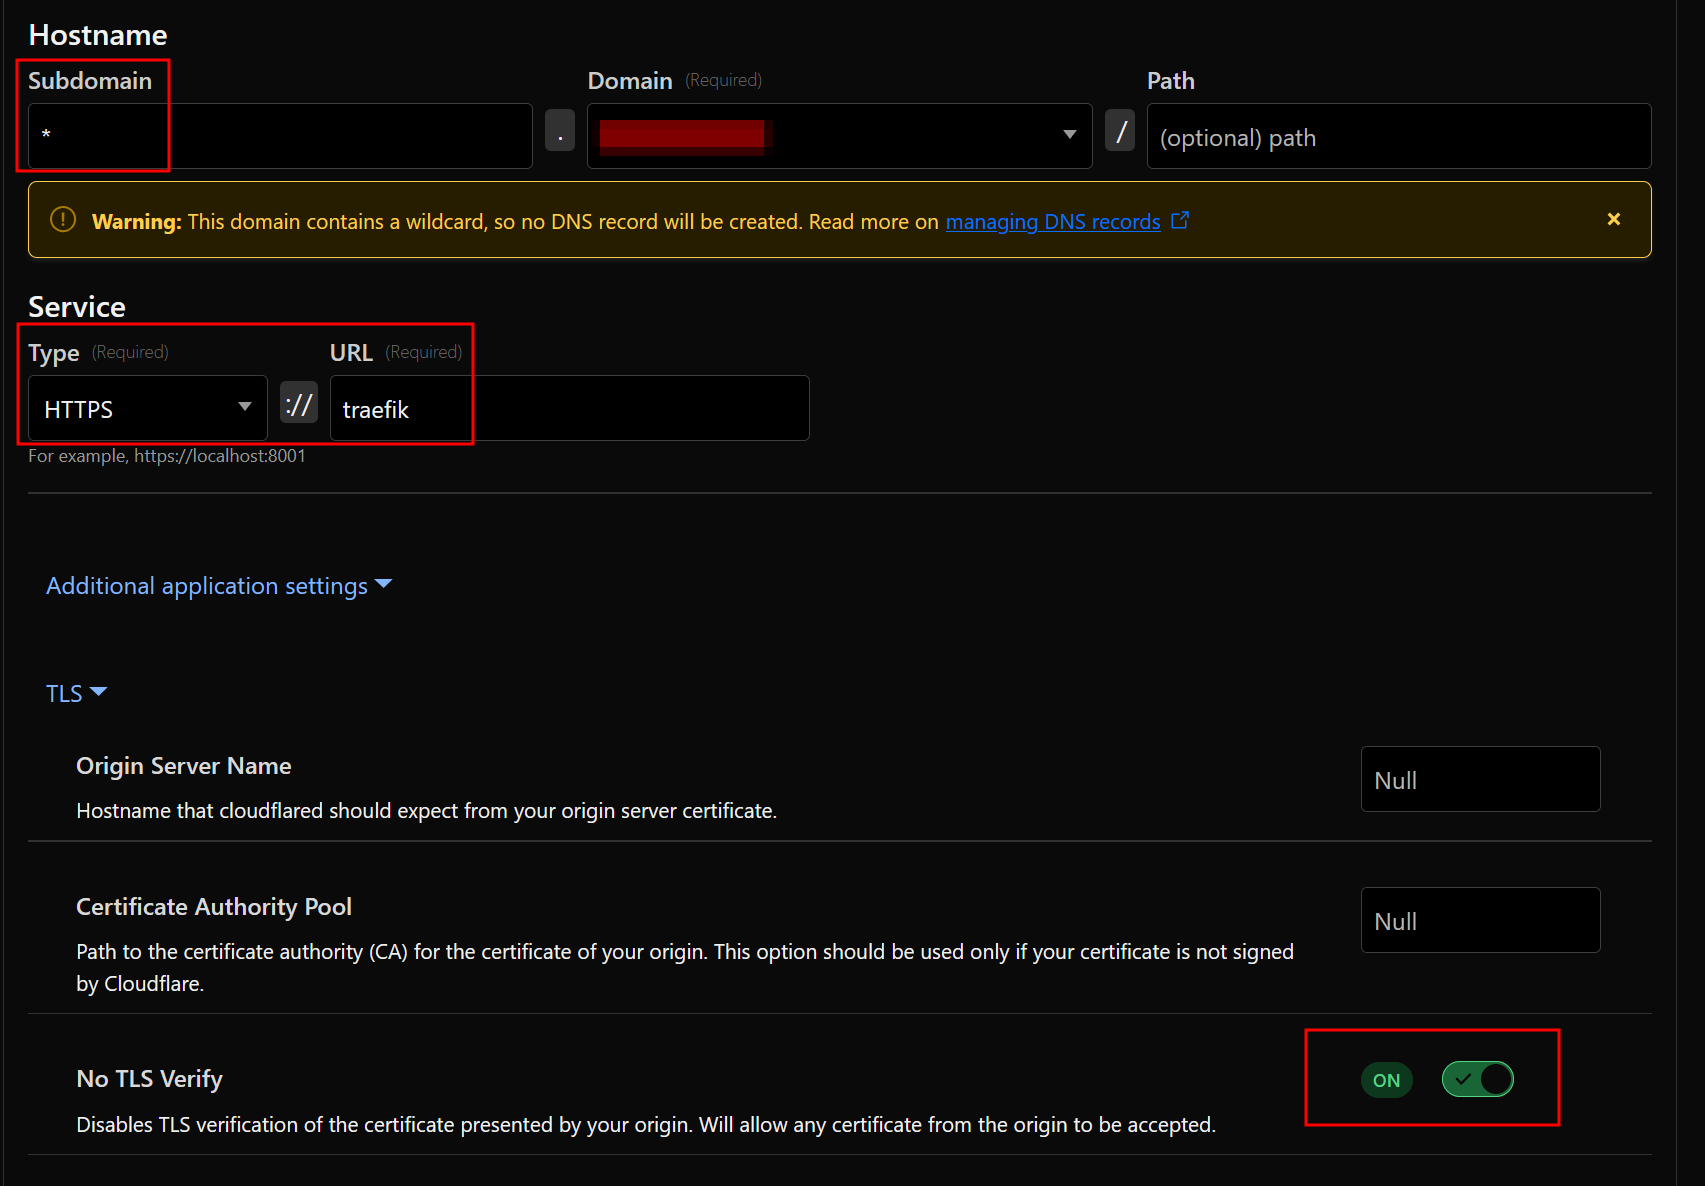 Hostname
Subdomain
Domain (Required)
Path
*
.
/
(optional) path
Warning: This domain contains a wildcard, so no DNS record will be created. Read more on managing DNS records
Service
Type (Required)
URL (Required)
HTTPS
://
traefik
For example, https://localhost:8001
Additional application settings
TLS
Origin Server Name
Null
Hostname that cloudflared should expect from your origin server certificate.
Certificate Authority Pool
Null
Path to the certificate authority (CA) for the certificate of your origin. This option should be used only if your certificate is not signed
by Cloudflare.
No TLS Verify
ON
Disables TLS verification of the certificate presented by your origin. Will allow any certificate from the origin to be accepted.